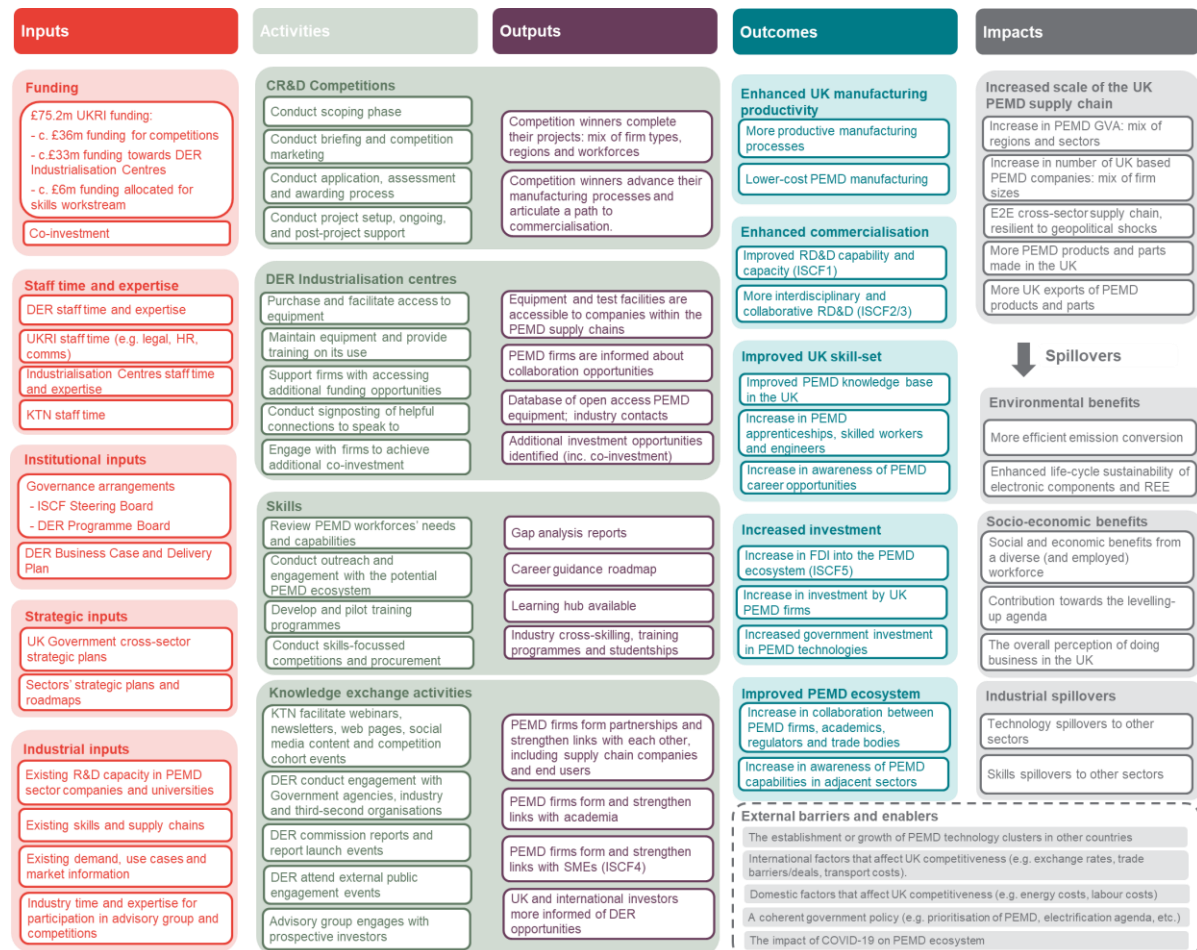 Inputs
Funding
£75.2m UKRI funding:
- c. £36m funding for competitions
- c.£33m funding towards DER
Industrialisation Centres
- c. £6m funding allocated for
skills workstream
Co-investment
Staff time and expertise
DER staff time and expertise
UKRI staff time (e.g. legal, HR,
comms)
Industrialisation Centres staff time
and expertise
KTN staff time
Institutional inputs
Governance arrangements
- ISCF Steering Board
- DER Programme Board
DER Business Case and Delivery
Plan
Strategic inputs
UK Government cross-sector
strategic plans
Sectors' strategic plans and
roadmaps
Industrial inputs
Existing R&D capacity in PEMD
sector companies and universities
Existing skills and supply chains
Existing demand, use cases and
market information
Industry time and expertise for
participation in advisory group and
competitions
Activities
Outputs
CR&D Competitions
Conduct scoping phase
Conduct briefing and competition
marketing
Conduct application, assessment
and awarding process
Conduct project setup, ongoing,
and post-project support
Competition winners complete
their projects: mix of firm types,
regions and workforces
Competition winners advance their
manufacturing processes and
articulate a path to
commercialisation.
DER Industrialisation centres
Purchase and facilitate access to
equipment
Maintain equipment and provide
training on its use
Support firms with accessing
additional funding opportunities
Conduct signposting of helpful
connections to speak to
Engage with firms to achieve
additional co-investment
Equipment and test facilities are
accessible to companies within the
PEMD supply chains
PEMD firms are informed about
collaboration opportunities
Database of open access PEMD
equipment; industry contacts
Additional investment opportunities
identified (inc. co-investment)
Skills
Review PEMD workforces' needs
and capabilities
Conduct outreach and
engagement with the potential
PEMD ecosystem
Develop and pilot training
programmes
Conduct skills-focussed
competitions and procurement
Gap analysis reports
Career guidance roadmap
Learning hub available
Industry cross-skilling, training
programmes and studentships
Knowledge exchange activities
KTN facilitate webinars,
newsletters, web pages, social
media content and competition
cohort events
DER conduct engagement with
Government agencies, industry
and third-second organisations
DER commission reports and
report launch events
DER attend external public
engagement events
Advisory group engages with
prospective investors
PEMD firms form partnerships and
strengthen links with each other,
including supply chain companies
and end users
PEMD firms form and strengthen
links with academia
PEMD firms form and strengthen
links with SMEs (ISCF4)
UK and international investors
more informed of DER
opportunities
Outcomes
Enhanced UK manufacturing
productivity
More productive manufacturing
processes
Lower-cost PEMD manufacturing
Enhanced commercialisation
Improved RD&D capability and
capacity (ISCF1)
More interdisciplinary and
collaborative RD&D (ISCF2/3)
Improved UK skill-set
Improved PEMD knowledge base
in the UK
Increase in PEMD
apprenticeships, skilled workers
and engineers
Increase in awareness of PEMD
career opportunities
Increased investment
Increase in FDI into the PEMD
ecosystem (ISCF5)
Increase in investment by UK
PEMD firms
Increased government investment
in PEMD technologies
Improved PEMD ecosystem
Increase in collaboration between
PEMD firms, academics,
regulators and trade bodies
Increase in awareness of PEMD
capabilities in adjacent sectors
Impacts
Increased scale of the UK
PEMD supply chain
Increase in PEMD GVA: mix of
regions and sectors
Increase in number of UK based
PEMD companies: mix of firm
sizes
E2E cross-sector supply chain,
resilient to geopolitical shocks
More PEMD products and parts
made in the UK
More UK exports of PEMD
products and parts
Spillovers
Environmental benefits
More efficient emission conversion
Enhanced life-cycle sustainability of
electronic components and REE
Socio-economic benefits
Social and economic benefits from
a diverse (and employed)
workforce
Contribution towards the levelling-
up agenda
The overall perception of doing
business in the UK
Industrial spillovers
Technology spillovers to other
sectors
Skills spillovers to other sectors
External barriers and enablers
The establishment or growth of PEMD technology clusters in other countries
International factors that affect UK competitiveness (e.g. exchange rates, trade
barriers/deals, transport costs).
Domestic factors that affect UK competitiveness (e.g. energy costs, labour costs)
A coherent government policy (e.g. prioritisation of PEMD, electrification agenda, etc.)
The impact of COVID-19 on PEMD ecosystem